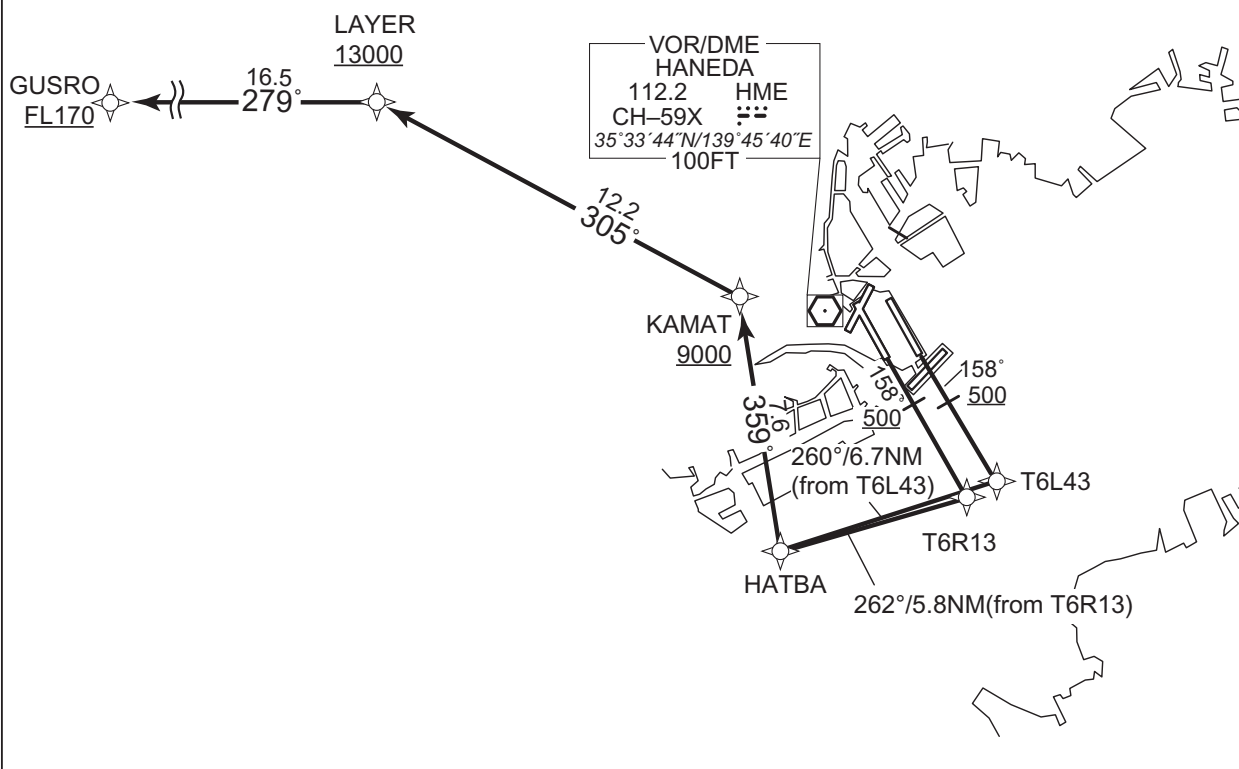 LAYER
13000
GUSRO
FL170
16.5
279°
VOR/DME
HANEDA
112.2 HME
CH–59X
35°33´44˝N/139°45´40˝E
100FT
12.2
305°
KAMAT
9000
7.6
359°
158°
500
158°
500
260°/6.7NM
(from T6L43)
T6L43
T6R13
HATBA
262°/5.8NM(from T6R13)